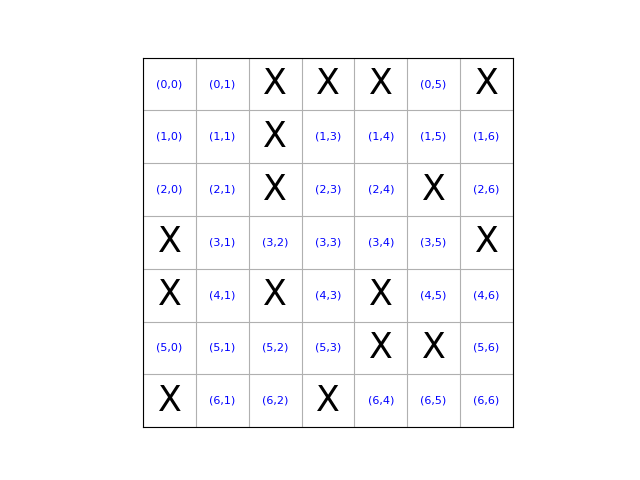 (0,0) (0,1) X X X (0,5) X
(1,0) (1,1) X (1,3) (1,4) (1,5) (1,6)
(2,0) (2,1) X (2,3) (2,4) X (2,6)
X (3,1) (3,2) (3,3) (3,4) (3,5) X
X (4,1) X (4,3) X (4,5) (4,6)
(5,0) (5,1) (5,2) (5,3) X X (5,6)
X (6,1) (6,2) X (6,4) (6,5) (6,6)